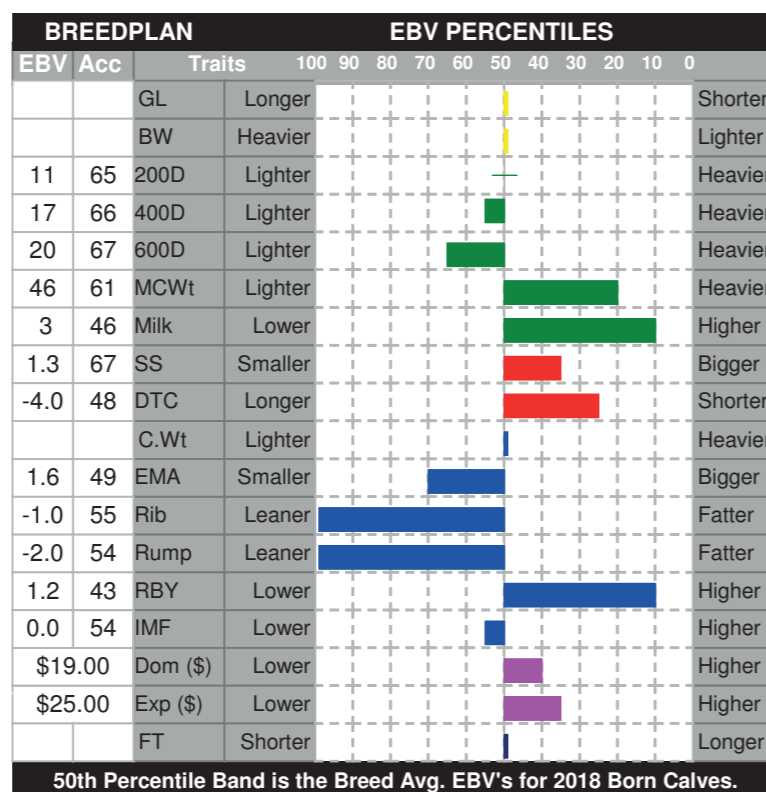 BREEDPLAN EBV PERCENTILES
EBV Acc Traits 100 90 80 70 60 50 40 30 20 10 0
GL Longer Shorter
BW Heavier Lighter
11 65 200D Lighter Heavier
17 66 400D Lighter Heavier
20 67 600D Lighter Heavier
46 61 MCWt Lighter Heavier
3 46 Milk Lower Higher
1.3 67 SS Smaller Bigger
-4.0 48 DTC Longer Shorter
C.Wt Lighter Heavier
1.6 49 EMA Smaller Bigger
-1.0 55 Rib Leaner Fatter
-2.0 54 Rump Leaner Fatter
1.2 43 RBY Lower Higher
0.0 54 IMF Lower Higher
$19.00 Dom ($) Lower Higher
$25.00 Exp ($) Lower Higher
FT Shorter Longer
50th Percentile Band is the Breed Avg. EBV's for 2018 Born Calves.